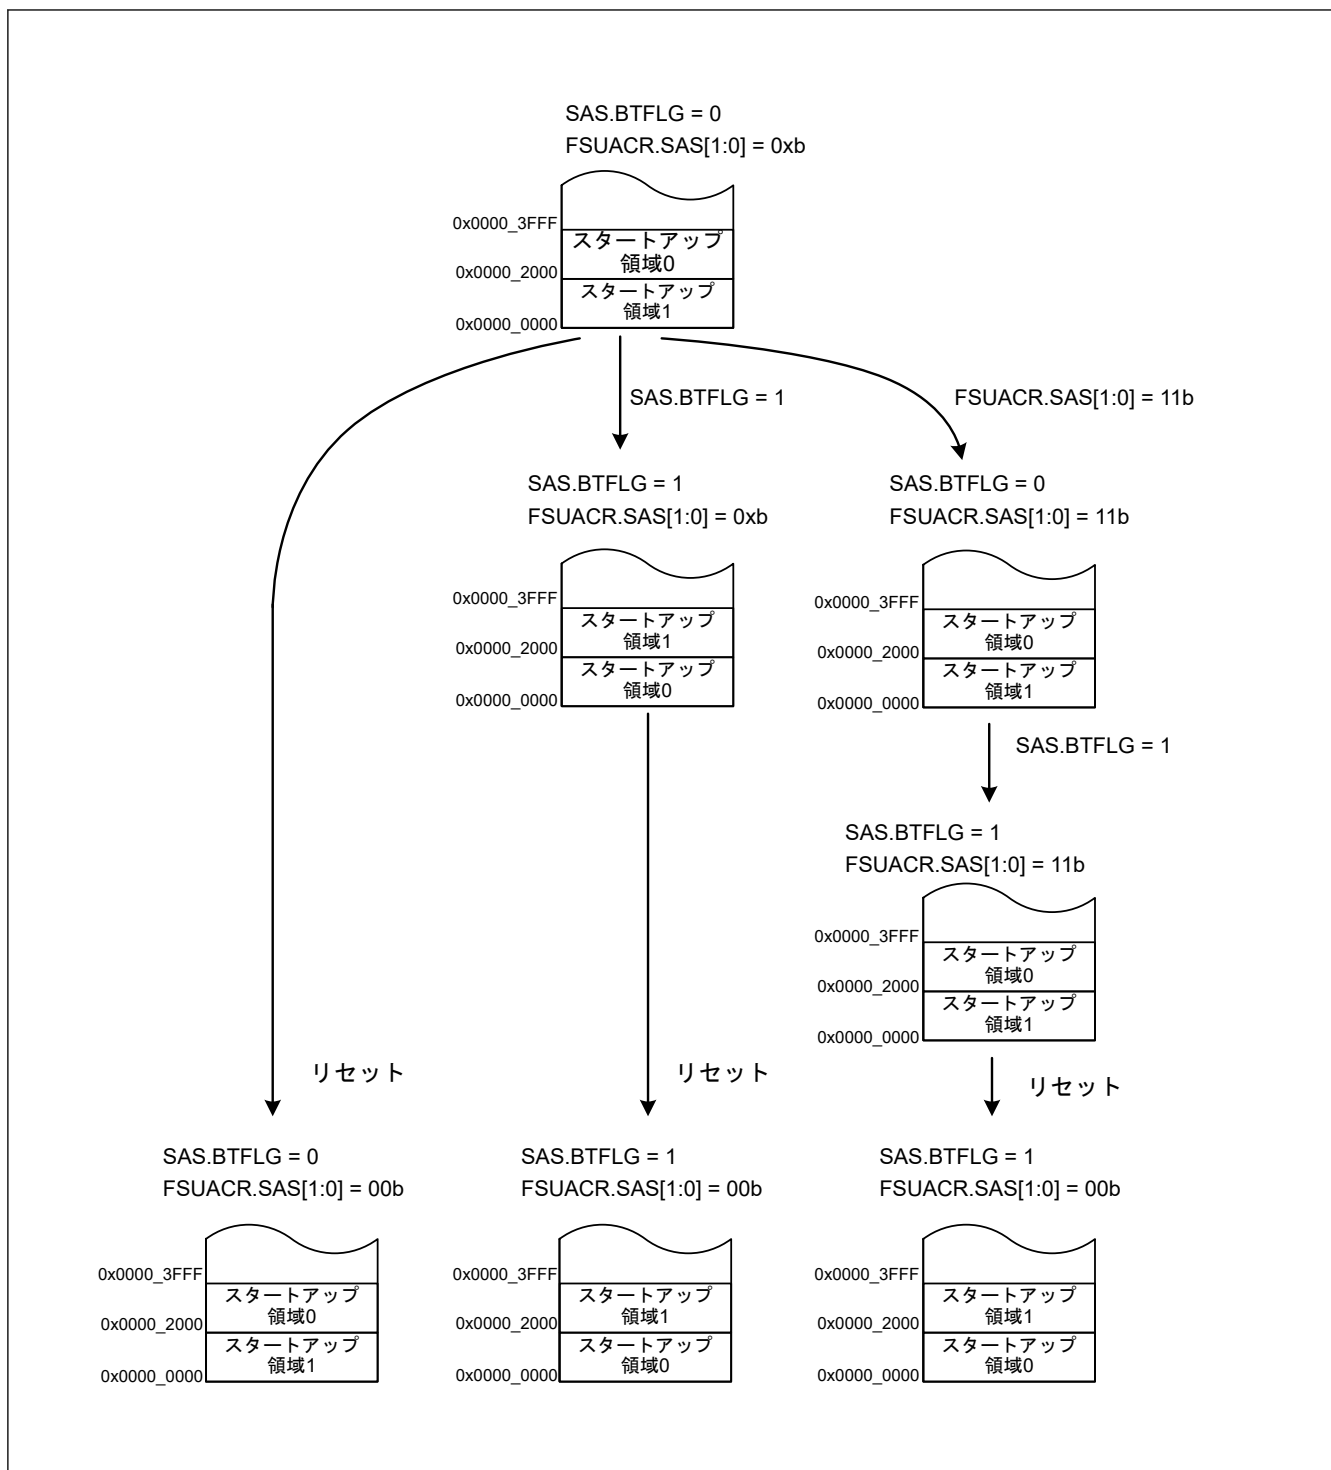 SAS.BTFLG = 0
FSUACR.SAS[1:0] = 0xb
0x0000_3FFF
スタートアップ
領域0
0x0000_2000
スタートアップ
領域1
0x0000_0000
SAS.BTFLG = 1
FSUACR.SAS[1:0] = 11b
SAS.BTFLG = 1
FSUACR.SAS[1:0] = 0xb
0x0000_3FFF
スタートアップ
領域1
0x0000_2000
スタートアップ
領域0
0x0000_0000
SAS.BTFLG = 0
FSUACR.SAS[1:0] = 11b
0x0000_3FFF
スタートアップ
領域0
0x0000_2000
スタートアップ
領域1
0x0000_0000
SAS.BTFLG = 1
SAS.BTFLG = 1
FSUACR.SAS[1:0] = 11b
0x0000_3FFF
スタートアップ
領域0
0x0000_2000
スタートアップ
領域1
0x0000_0000
リセット
リセット
リセット
SAS.BTFLG = 0
FSUACR.SAS[1:0] = 00b
0x0000_3FFF
スタートアップ
領域0
0x0000_2000
スタートアップ
領域1
0x0000_0000
SAS.BTFLG = 1
FSUACR.SAS[1:0] = 00b
0x0000_3FFF
スタートアップ
領域1
0x0000_2000
スタートアップ
領域0
0x0000_0000
SAS.BTFLG = 1
FSUACR.SAS[1:0] = 00b
0x0000_3FFF
スタートアップ
領域1
0x0000_2000
スタートアップ
領域0
0x0000_0000